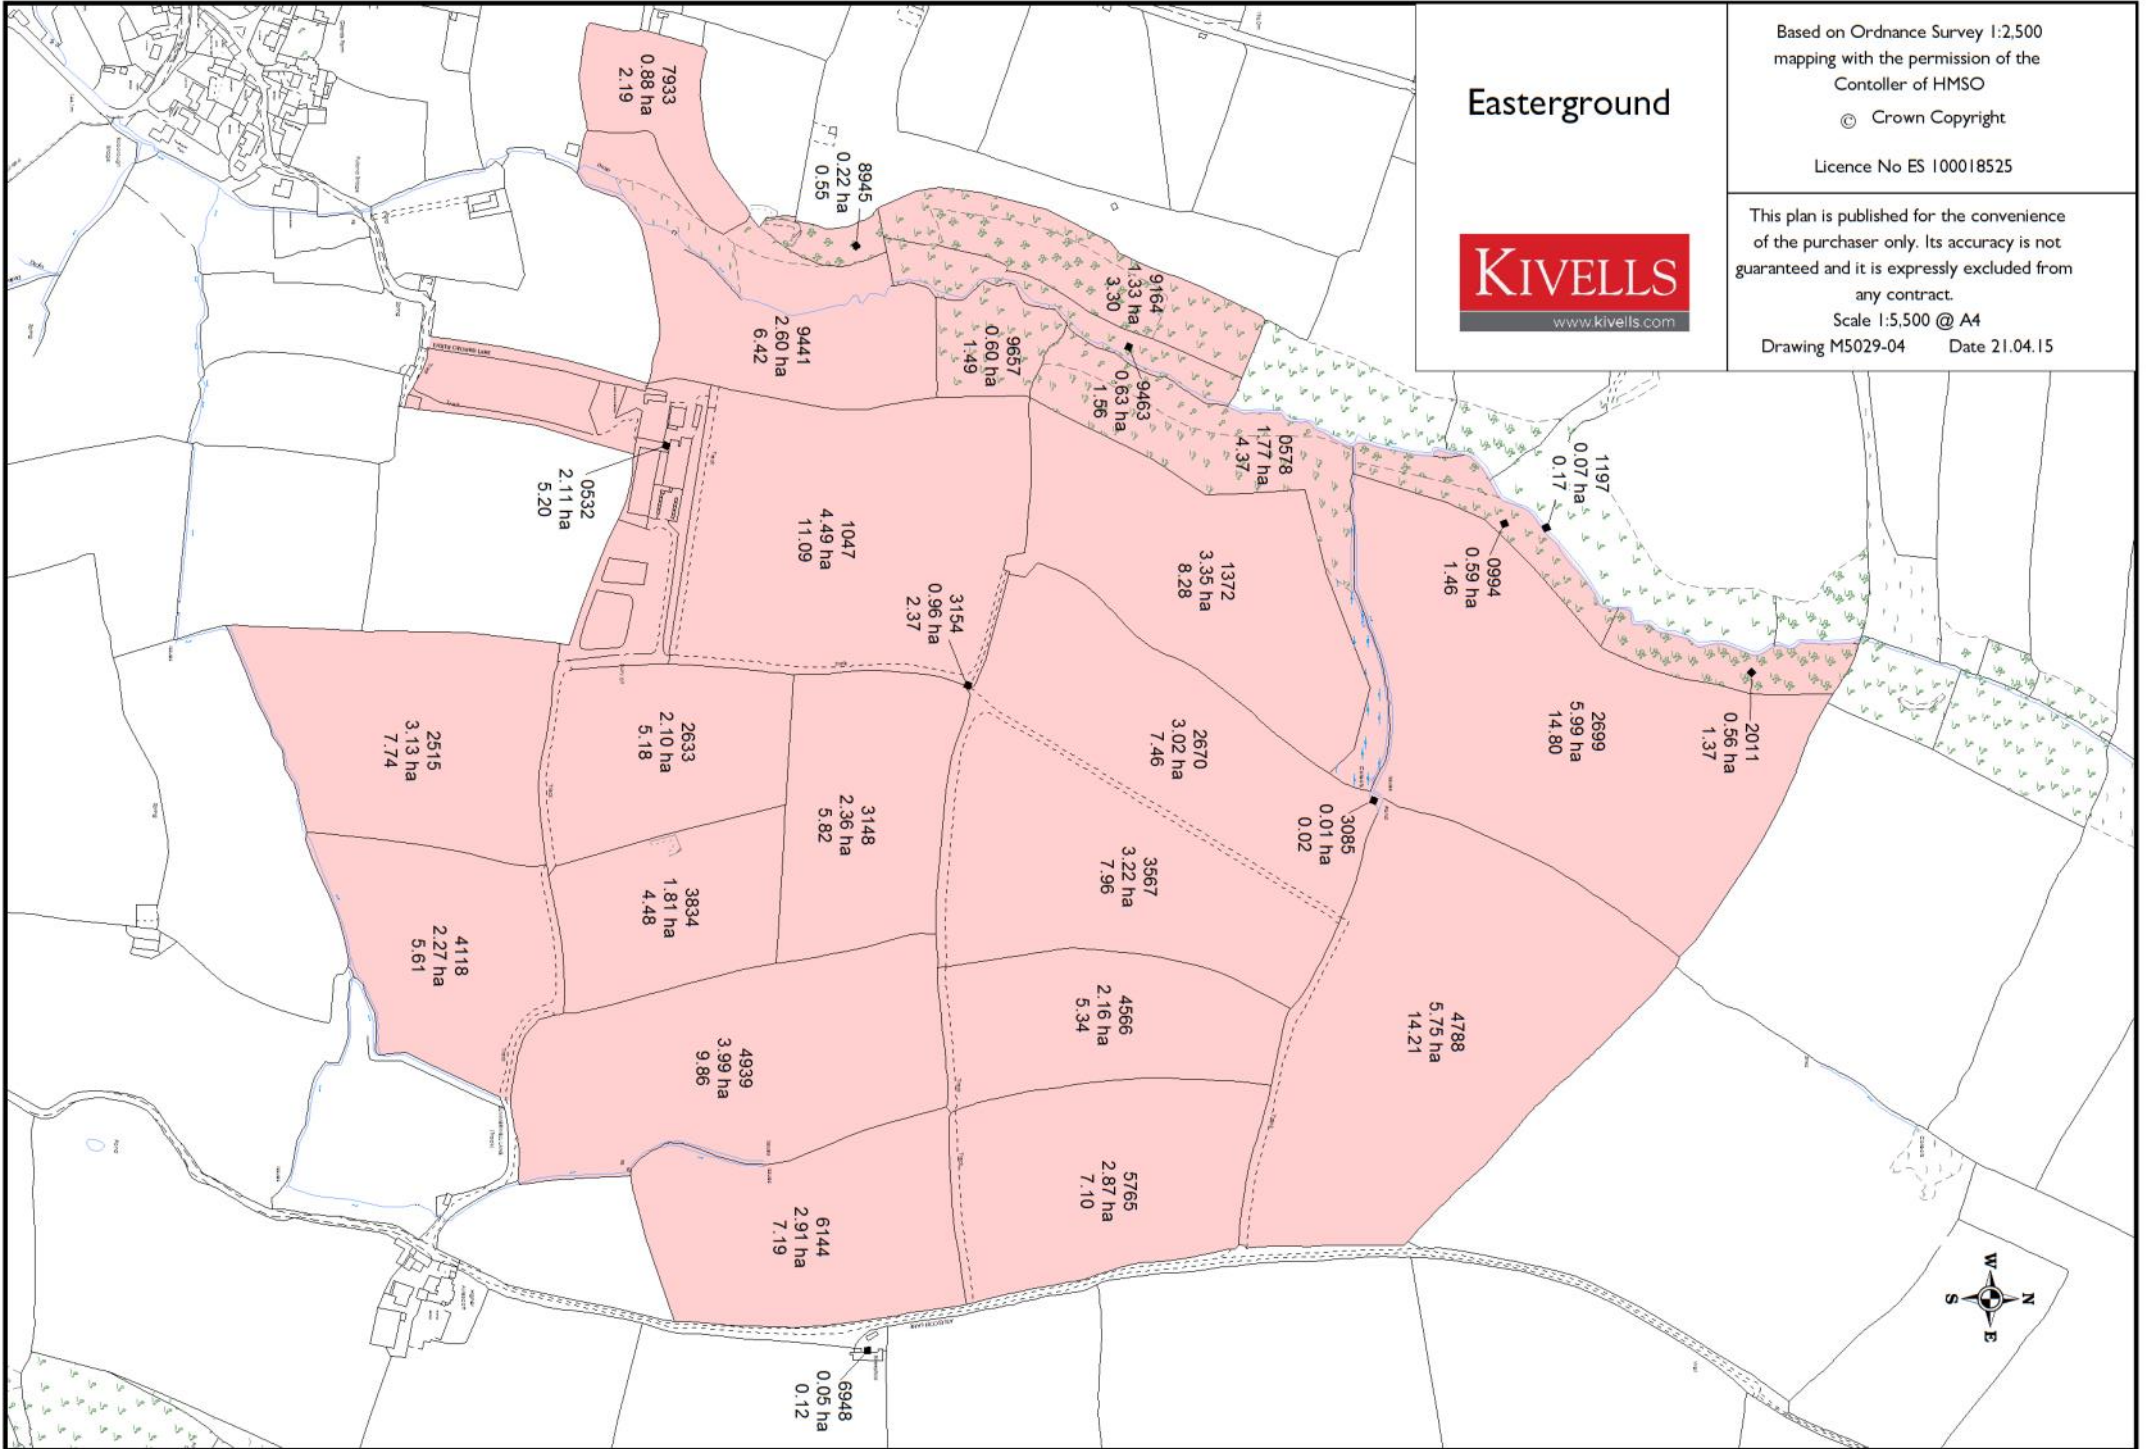 Easterground
KIVELLS
www.kivells.com
Based on Ordnance Survey 1:2,500
mapping with the permission of the
Contoller of HMSO
© Crown Copyright
Licence No ES 100018525
This plan is published for the convenience
of the purchaser only. Its accuracy is not
guaranteed and it is expressly excluded from
any contract.
Scale 1:5,500 @ A4
Drawing M5029-04 Date 21.04.15
7933
0.88 ha
2.19
8945
0.22 ha
0.55
9164
1.33 ha
3.30
9441
2.60 ha
6.42
9657
0.60 ha
1.49
9463
0.63 ha
1.56
0578
1.77 ha
4.37
1197
0.07 ha
0.17
0994
0.59 ha
1.46
0532
2.11 ha
5.20
1047
4.49 ha
11.09
3154
0.96 ha
2.37
1372
3.35 ha
8.28
2699
5.99 ha
14.80
2011
0.56 ha
1.37
2515
3.13 ha
7.74
2633
2.10 ha
5.18
3148
2.36 ha
5.82
2670
3.02 ha
7.46
3085
0.01 ha
0.02
3567
3.22 ha
7.96
3834
1.81 ha
4.48
4118
2.27 ha
5.61
4939
3.99 ha
9.86
4566
2.16 ha
5.34
4788
5.75 ha
14.21
5765
2.87 ha
7.10
6144
2.91 ha
7.19
6948
0.05 ha
0.12
N
W
E
S